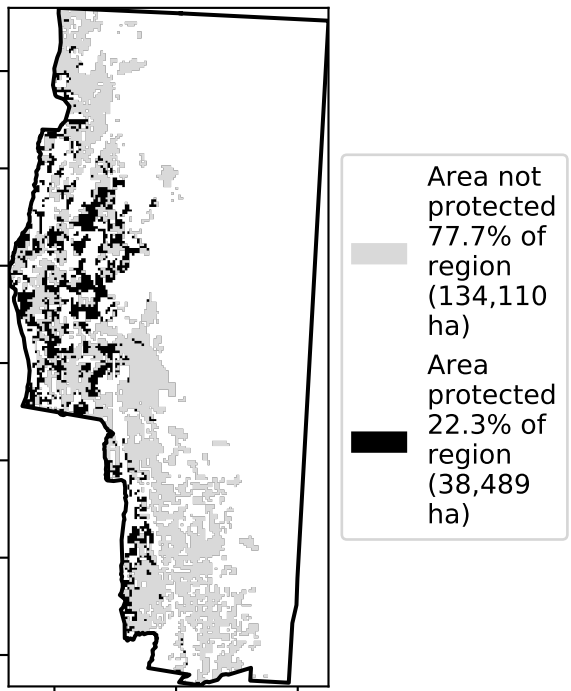 Area not
protected
77.7% of
region
(134,110
ha)
Area
protected
22.3% of
region
(38,489
ha)